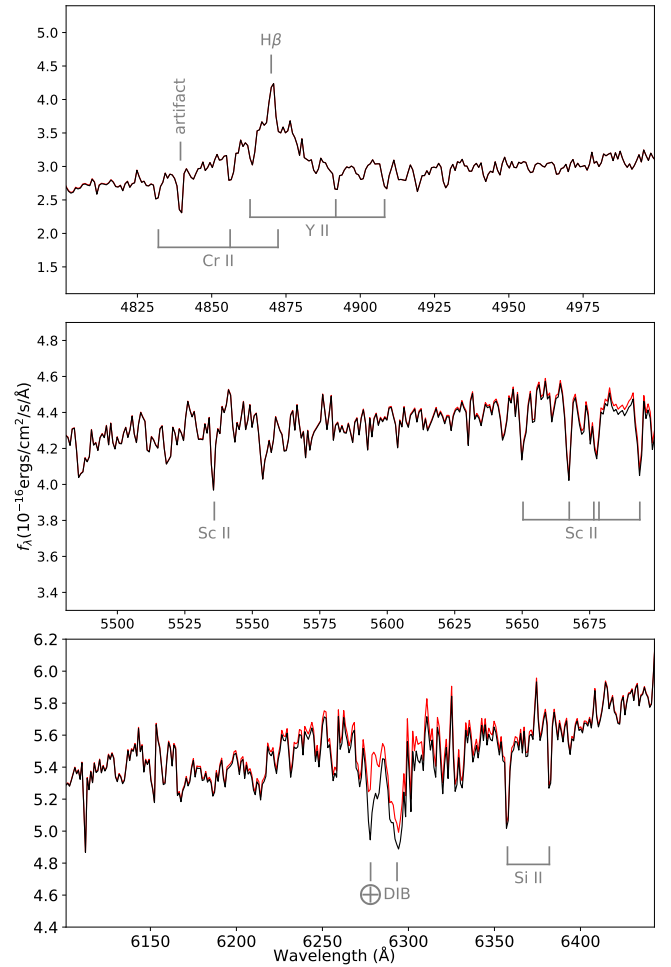 5.0
4.5
4.0
3.5
3.0
2.5
2.0
1.5
Hβ
artifact
Y II
Cr II
4825 4850 4875 4900 4925 4950 4975
4.8
4.6
4.4
4.2
4.0
3.8
3.6
3.4
Sc II
Sc II
5500 5525 5550 5575 5600 5625 5650 5675
fλ(10⁻¹⁶ergs/cm²/s/Å)
6.2
6.0
5.8
5.6
5.4
5.2
5.0
4.8
4.6
4.4
Si II
⊕ DIB
6150 6200 6250 6300 6350 6400
Wavelength (Å)